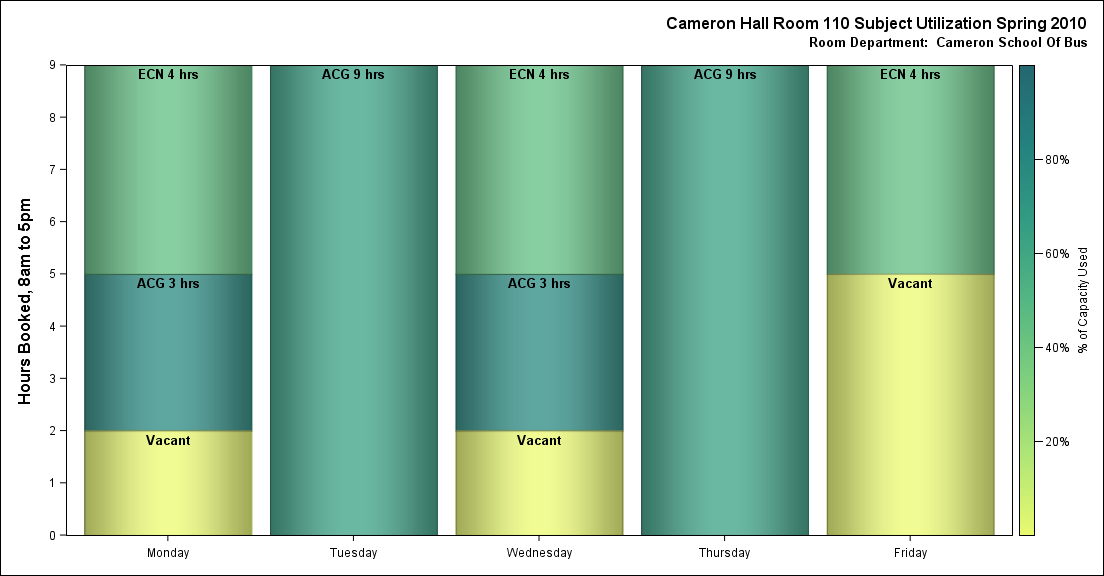 Cameron Hall Room 110 Subject Utilization Spring 2010
Room Department:  Cameron School Of Bus
Hours Booked, 8am to 5pm
9
8
7
6
5
4
3
2
1
0
ECN 4 hrs
ACG 3 hrs
Vacant
ACG 9 hrs
ECN 4 hrs
ACG 3 hrs
Vacant
ACG 9 hrs
ECN 4 hrs
Vacant
Monday
Tuesday
Wednesday
Thursday
Friday
80%
60%
40%
20%
% of Capacity Used